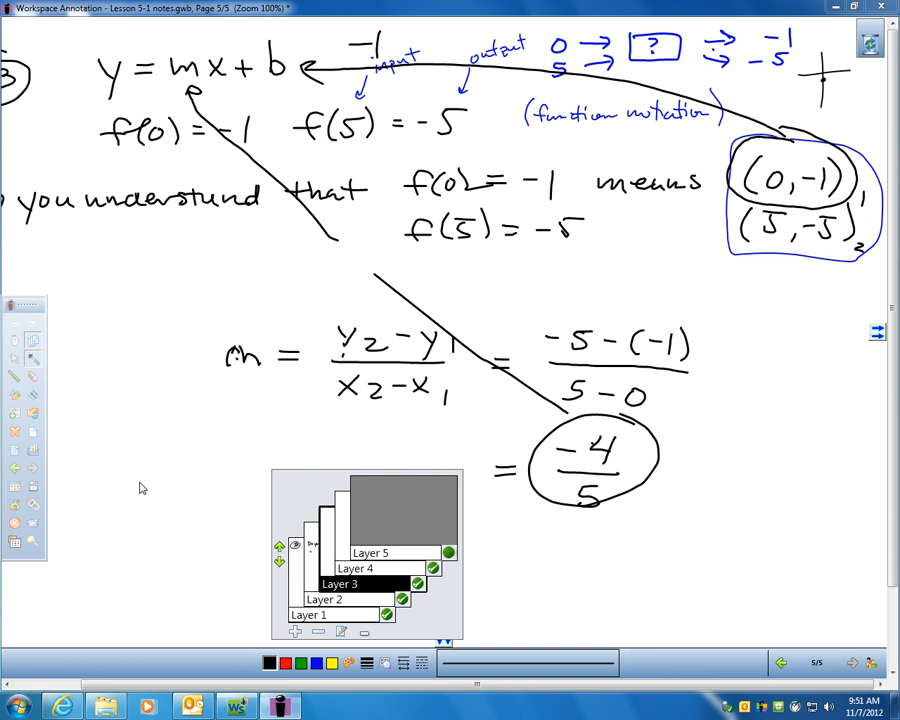 Workspace Annotation - Lesson 5-1 notes.gwb, Page 5/5 (Zoom 100%) *
3
y = mx + b
-1
input
output
0 → ? → -1
5 → → -5
f(0) = -1 f(5) = -5
(function notation)
you understand that f(0) = -1 means (0,-1)1
f(5) = -5 (5,-5)2
m = y2 - y1 / x2 - x1 = -5 - (-1) / 5 - 0
= -4 / 5
Layer 5
Layer 4
Layer 3
Layer 2
Layer 1
5/5
9:51 AM
11/7/2012